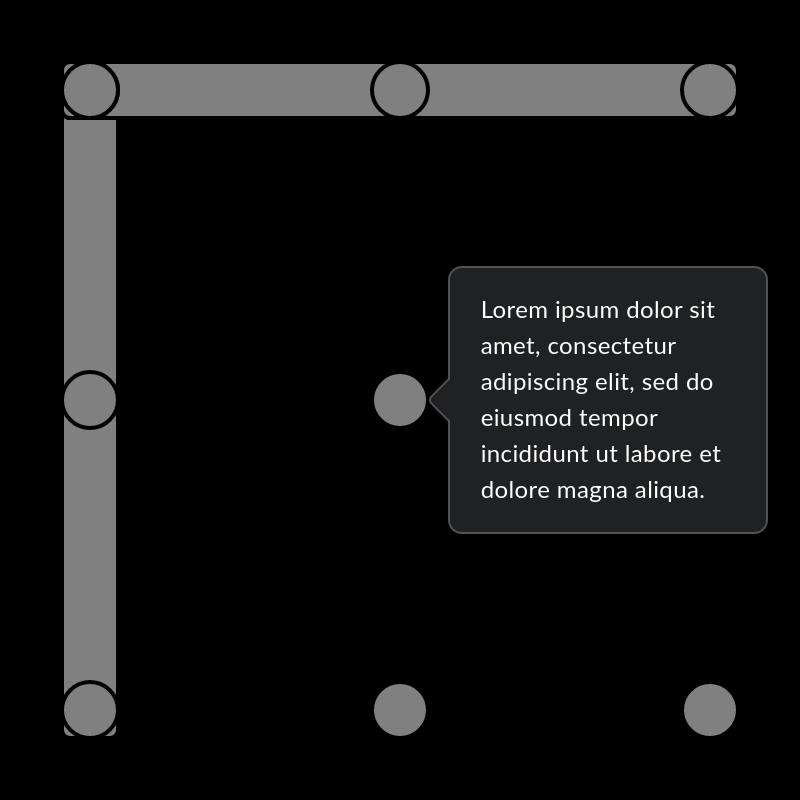 Lorem ipsum dolor sit
amet, consectetur
adipiscing elit, sed do
eiusmod tempor
incididunt ut labore et
dolore magna aliqua.